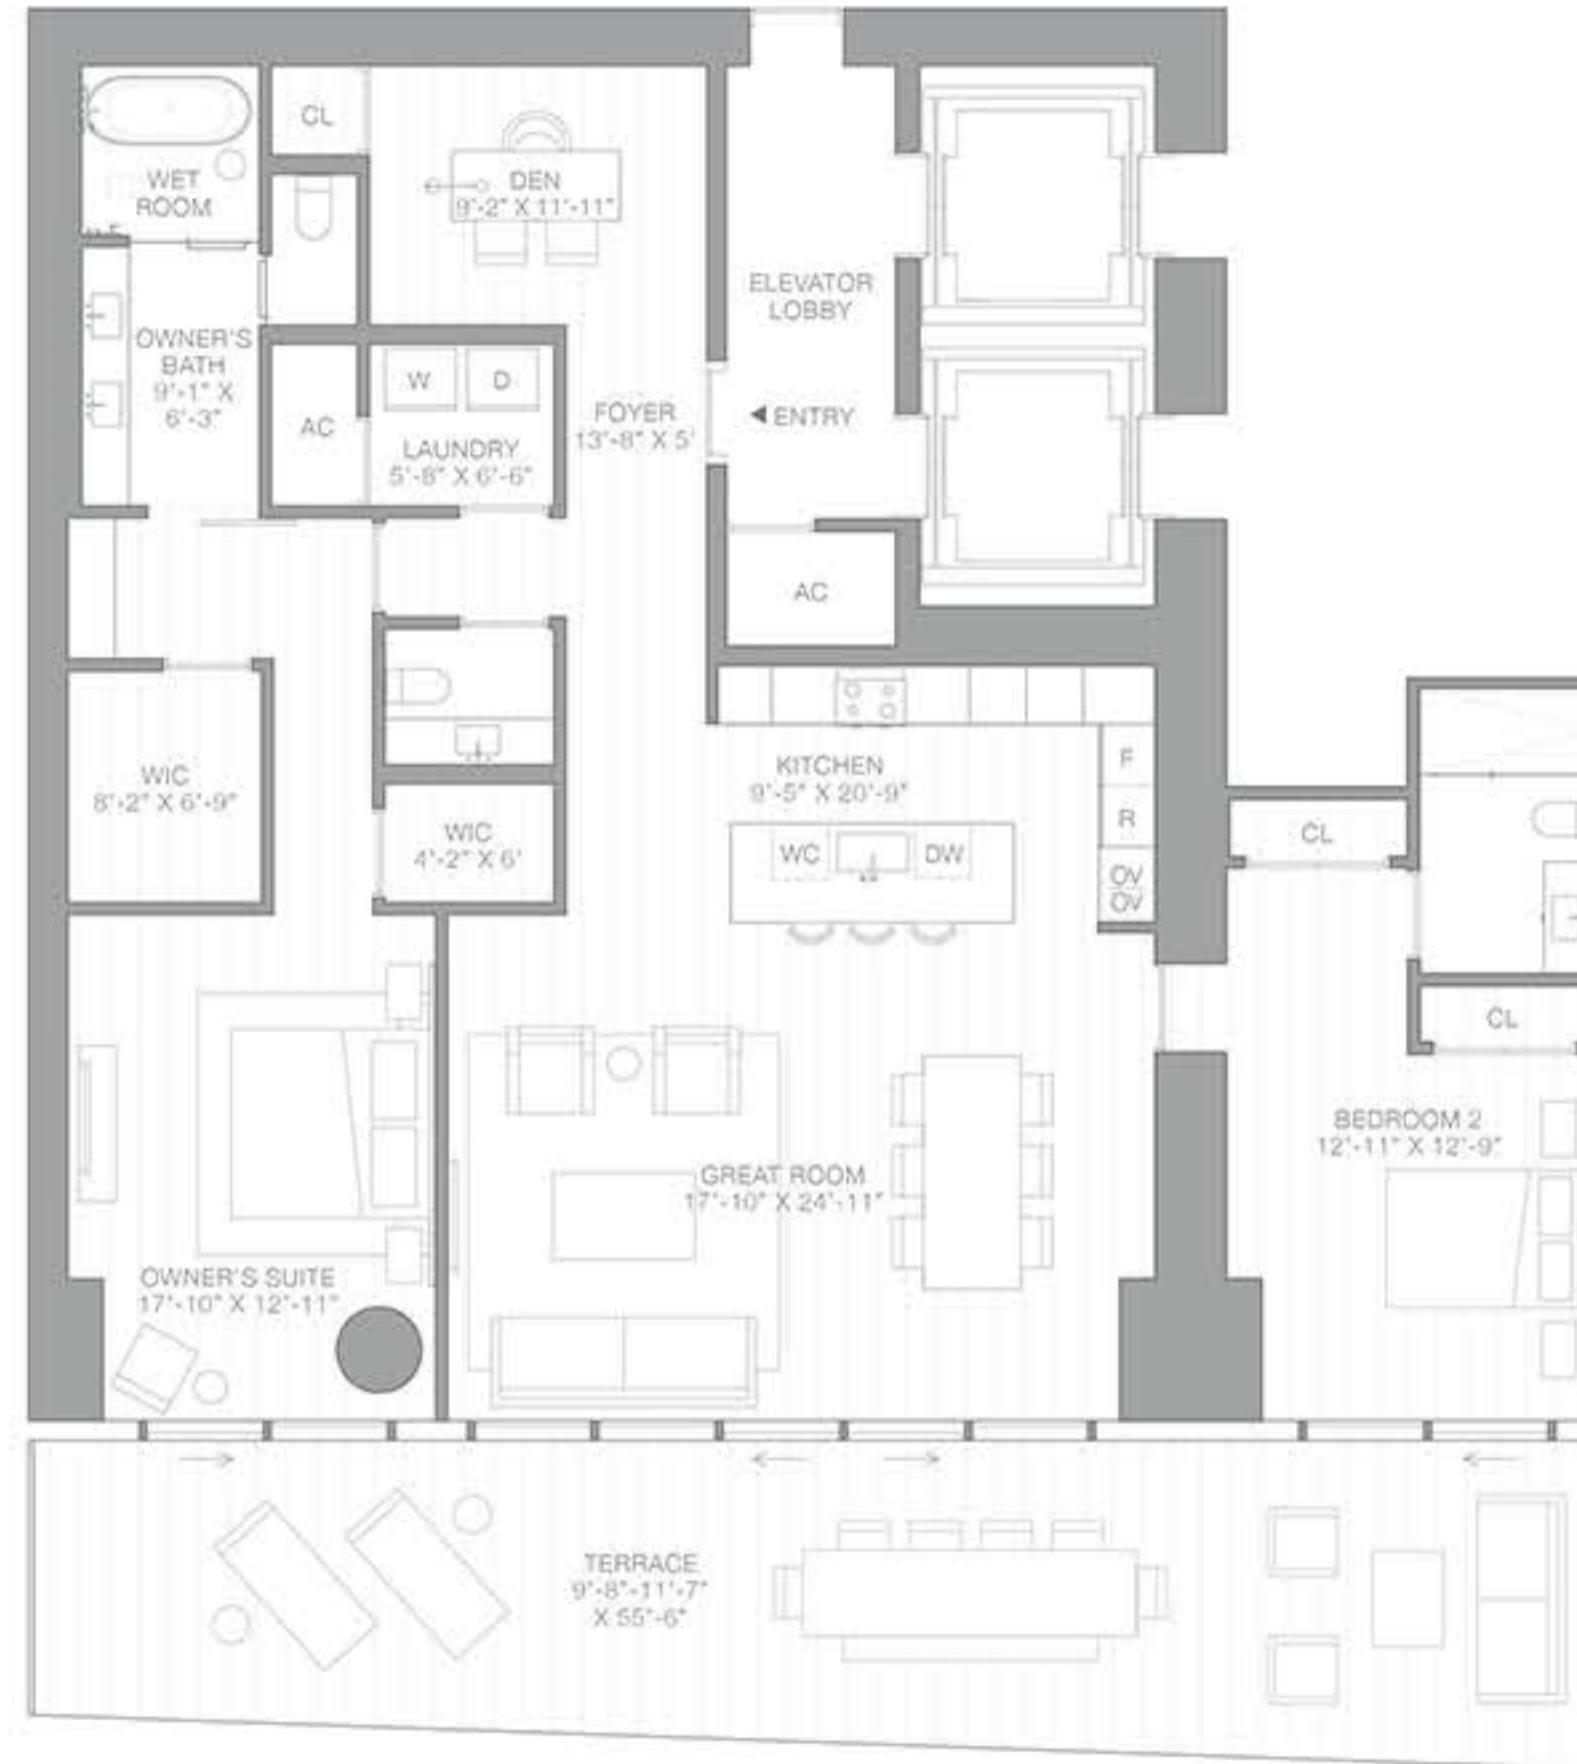 CL
WET
ROOM
DEN
9'-2" X 11'-11"
ELEVATOR
LOBBY
OWNER'S
BATH
9'-1" X
6'-3"
W
D
AC
LAUNDRY
5'-8" X 6'-6"
FOYER
13'-8" X 5'
ENTRY
AC
WIC
8'-2" X 6'-9"
WIC
4'-2" X 6'
KITCHEN
9'-5" X 20'-9"
F
R
OV
OV
WC
DW
CL
CL
BEDROOM 2
12'-11" X 12'-9"
GREAT ROOM
17'-10" X 24'-11"
OWNER'S SUITE
17'-10" X 12'-11"
TERRACE
9'-8"-11'-7"
X 55'-6"